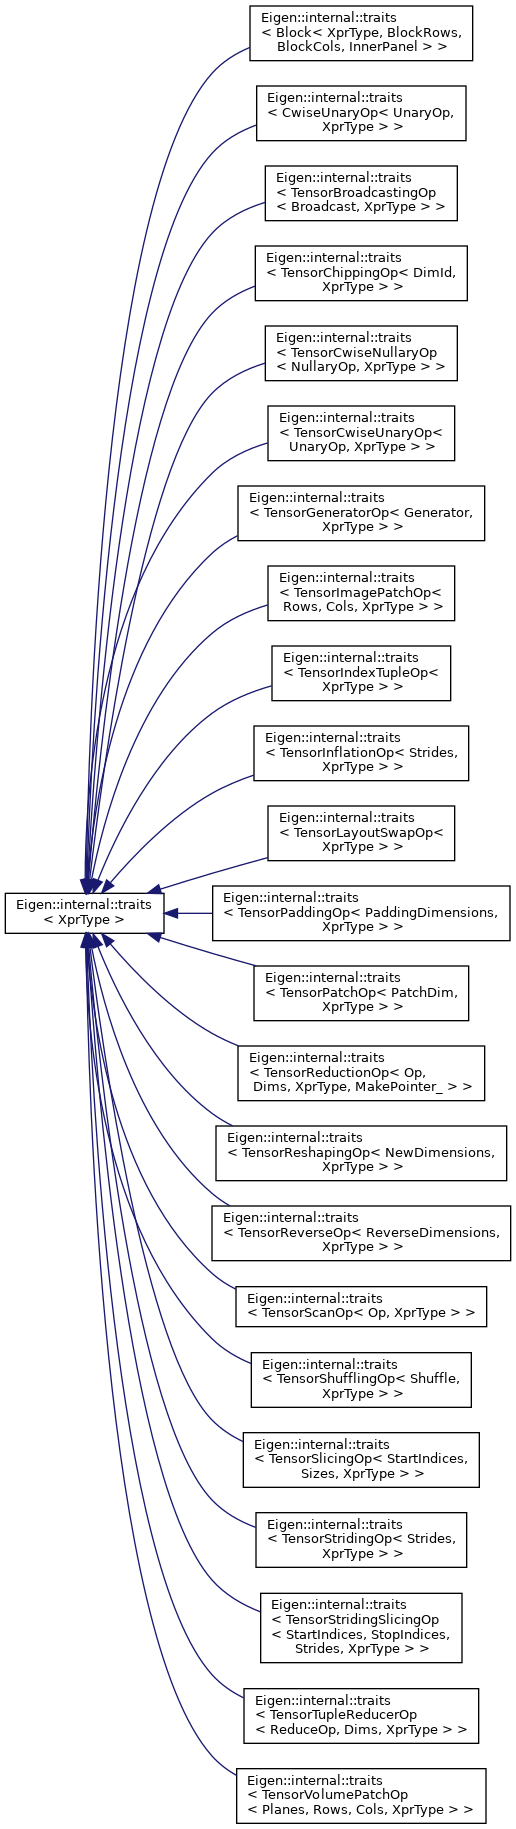 Eigen::internal::traits
< Block< XprType, BlockRows,
BlockCols, InnerPanel > >
Eigen::internal::traits
< CwiseUnaryOp< UnaryOp,
XprType > >
Eigen::internal::traits
< TensorBroadcastingOp
< Broadcast, XprType > >
Eigen::internal::traits
< TensorChippingOp< DimId,
XprType > >
Eigen::internal::traits
< TensorCwiseNullaryOp
< NullaryOp, XprType > >
Eigen::internal::traits
< TensorCwiseUnaryOp<
UnaryOp, XprType > >
Eigen::internal::traits
< TensorGeneratorOp< Generator,
XprType > >
Eigen::internal::traits
< TensorImagePatchOp<
Rows, Cols, XprType > >
Eigen::internal::traits
< TensorIndexTupleOp<
XprType > >
Eigen::internal::traits
< TensorInflationOp< Strides,
XprType > >
Eigen::internal::traits
< TensorLayoutSwapOp<
XprType > >
Eigen::internal::traits
< XprType >
Eigen::internal::traits
< TensorPaddingOp< PaddingDimensions,
XprType > >
Eigen::internal::traits
< TensorPatchOp< PatchDim,
XprType > >
Eigen::internal::traits
< TensorReductionOp< Op,
Dims, XprType, MakePointer_ > >
Eigen::internal::traits
< TensorReshapingOp< NewDimensions,
XprType > >
Eigen::internal::traits
< TensorReverseOp< ReverseDimensions,
XprType > >
Eigen::internal::traits
< TensorScanOp< Op, XprType > >
Eigen::internal::traits
< TensorShufflingOp< Shuffle,
XprType > >
Eigen::internal::traits
< TensorSlicingOp< StartIndices,
Sizes, XprType > >
Eigen::internal::traits
< TensorStridingOp< Strides,
XprType > >
Eigen::internal::traits
< TensorStridingSlicingOp
< StartIndices, StopIndices,
Strides, XprType > >
Eigen::internal::traits
< TensorTupleReducerOp
< ReduceOp, Dims, XprType > >
Eigen::internal::traits
< TensorVolumePatchOp
< Planes, Rows, Cols, XprType > >